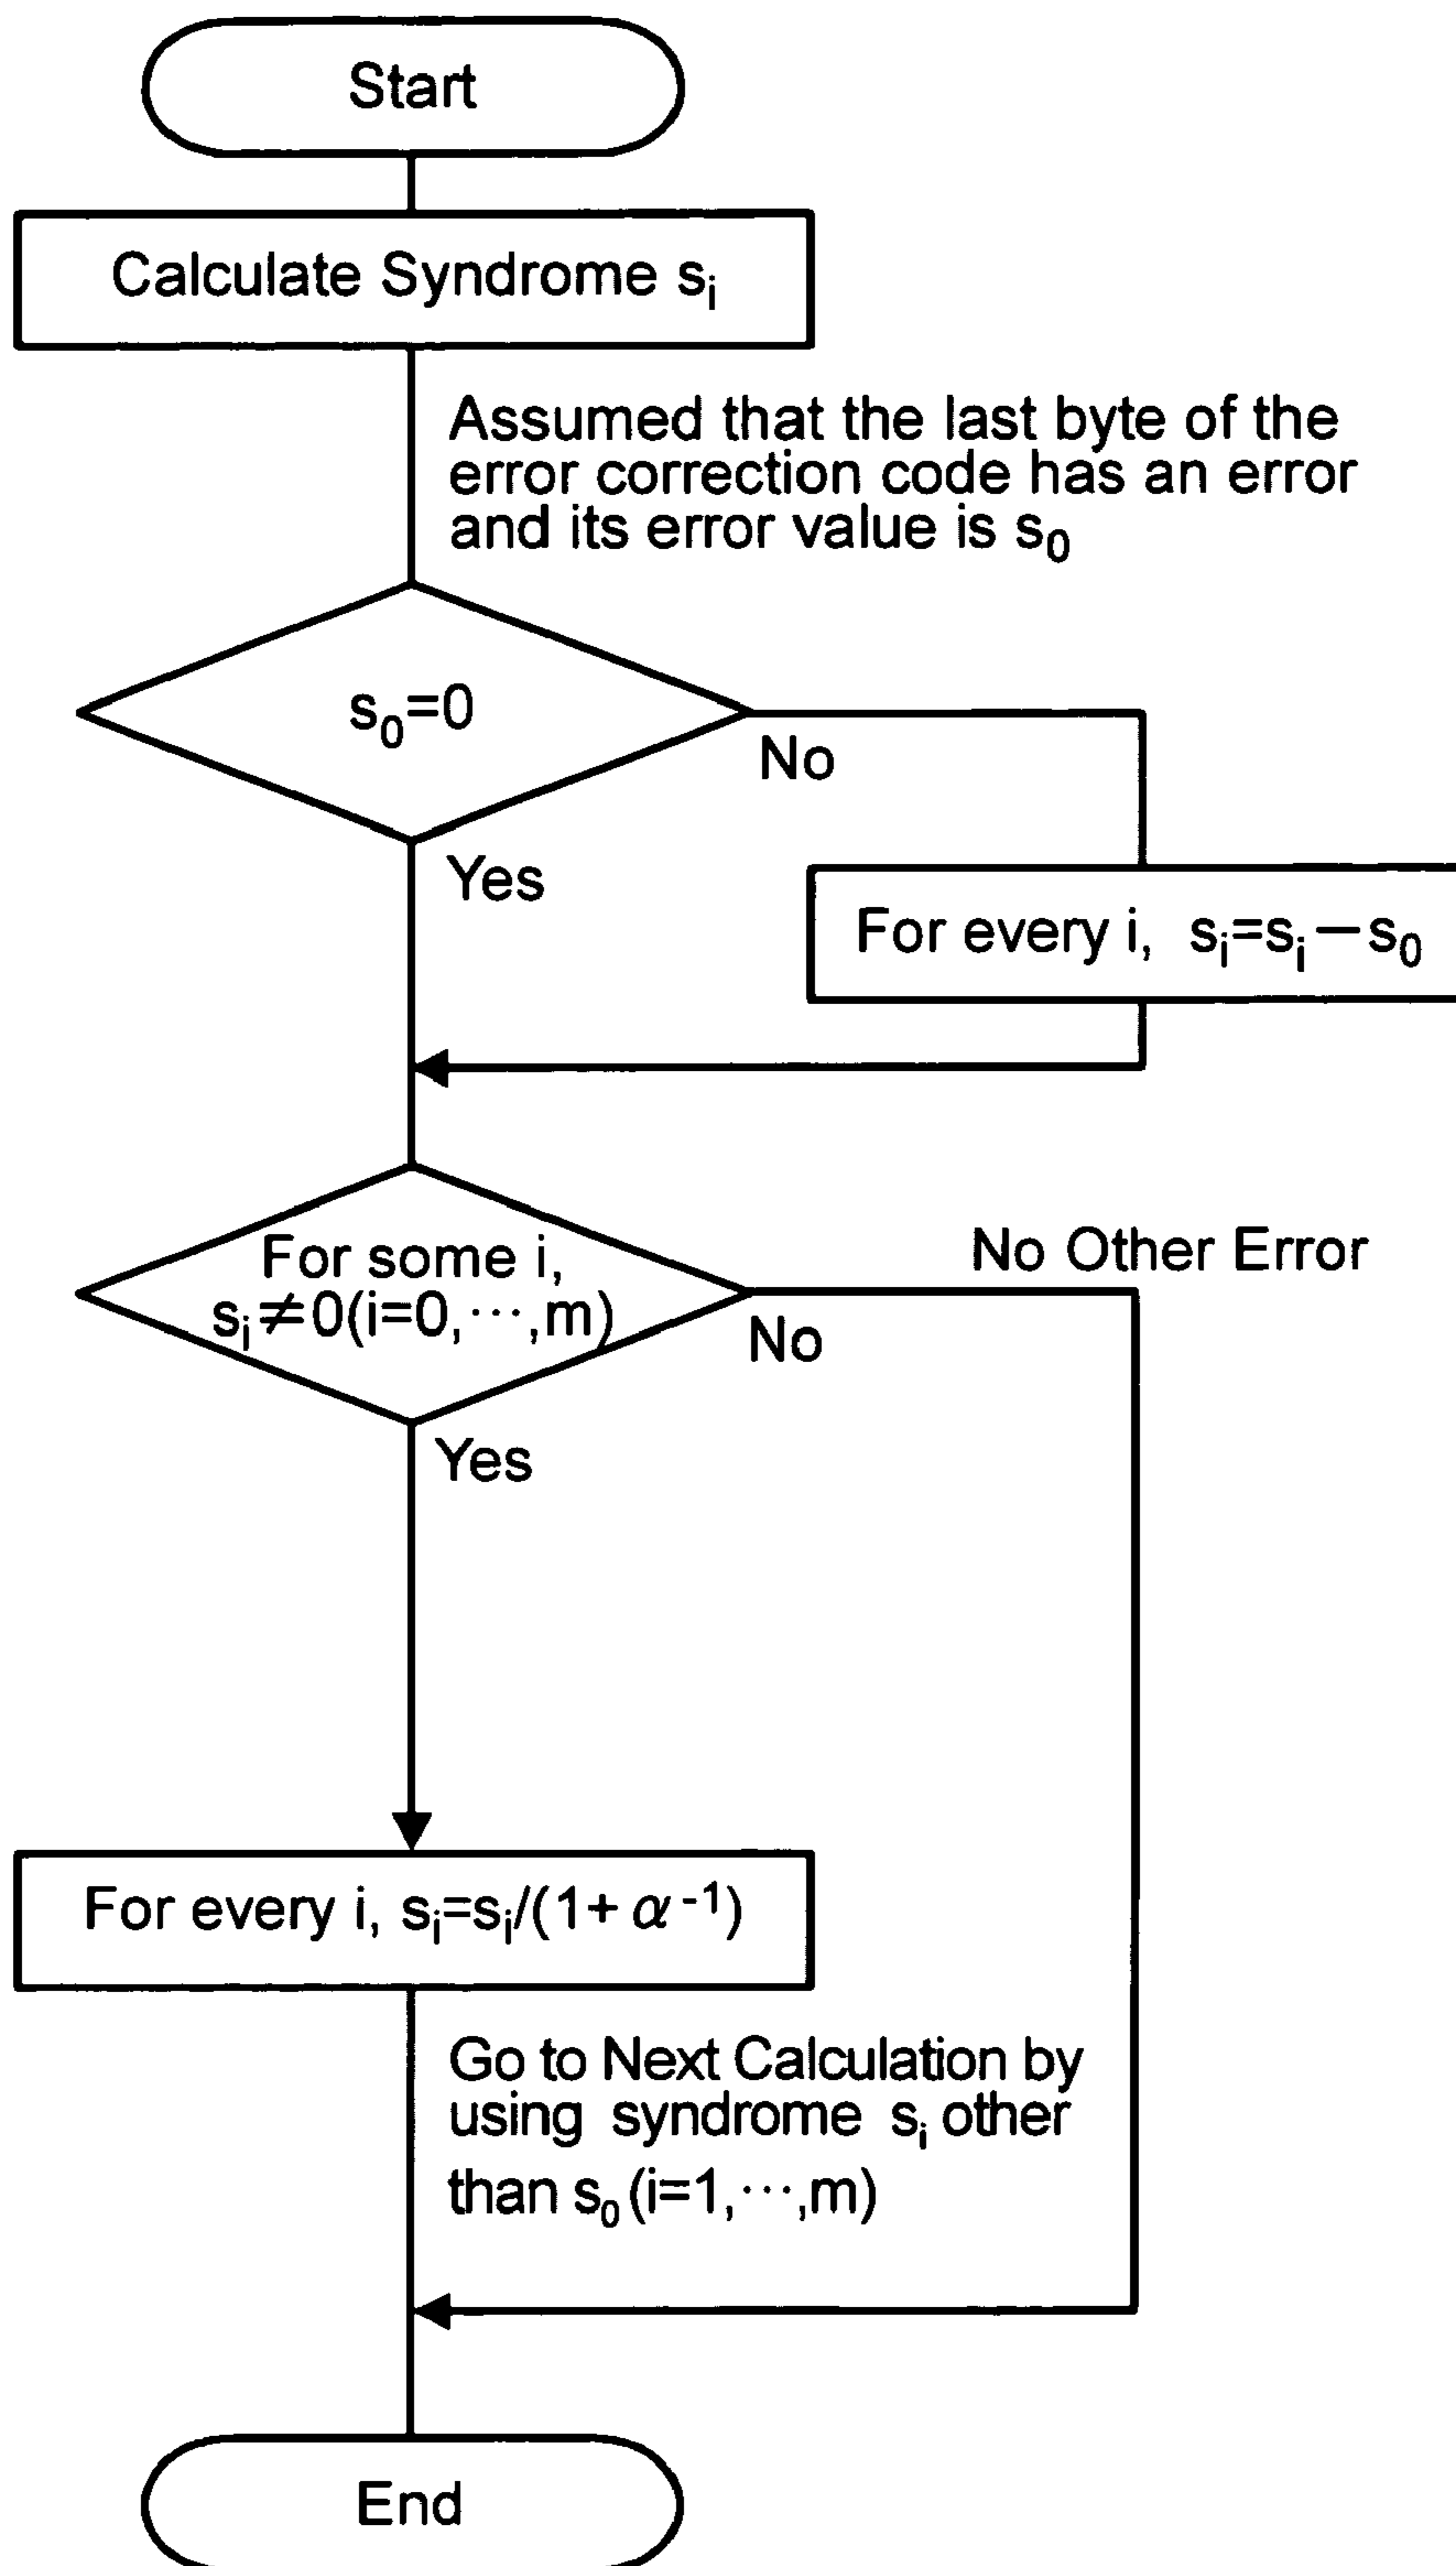 Start
Calculate Syndrome sᵢ
Assumed that the last byte of the
error correction code has an error
and its error value is s₀
s₀=0
No
Yes
For every i, sᵢ=sᵢ−s₀
For some i,
sᵢ≠0(i=0,⋯,m)
No Other Error
No
Yes
For every i, sᵢ=sᵢ/(1+α⁻¹)
Go to Next Calculation by
using syndrome sᵢ other
than s₀(i=1,⋯,m)
End